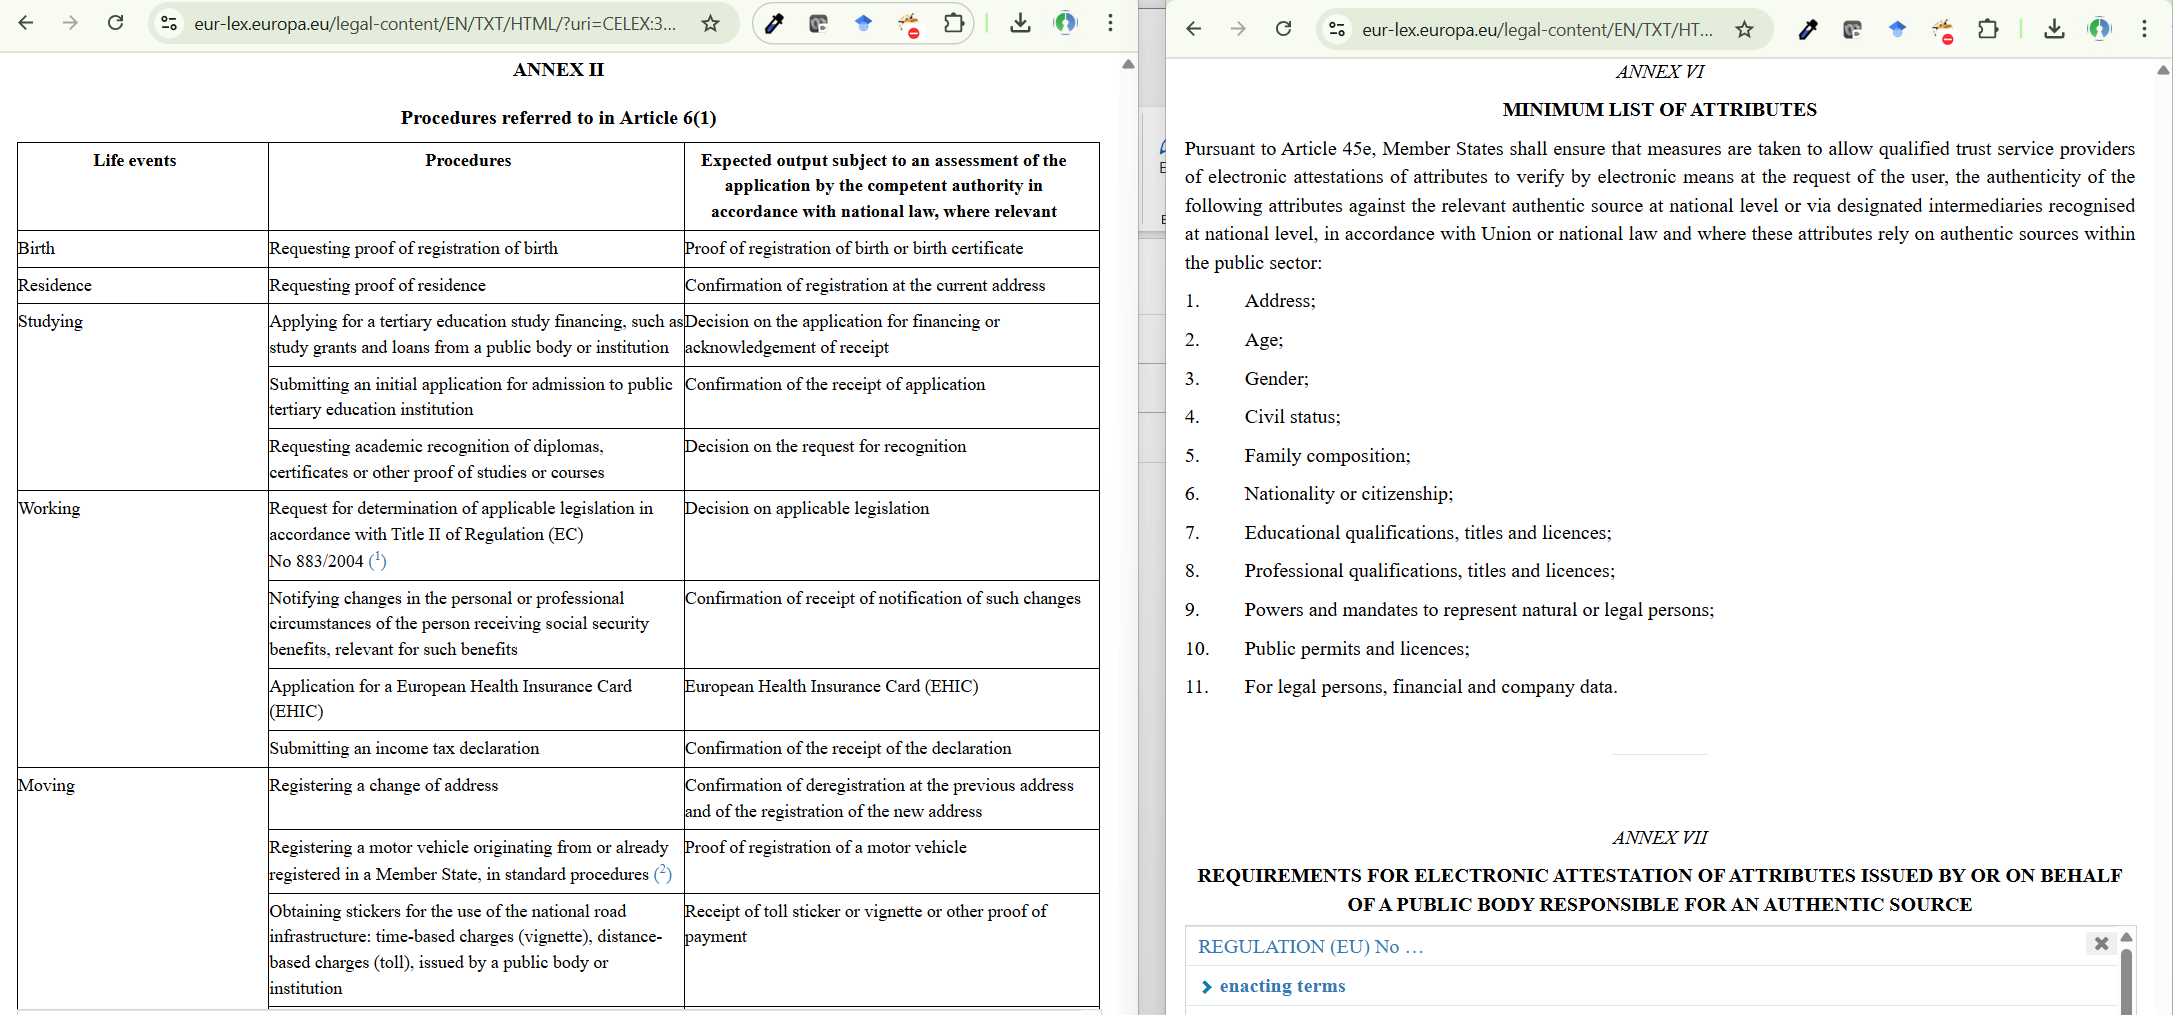 eur-lex.europa.eu/legal-content/EN/TXT/HTML/?uri=CELEX:3...
ANNEX II
Procedures referred to in Article 6(1)
Life events
Procedures
Expected output subject to an assessment of the
application by the competent authority in
accordance with national law, where relevant
Birth
Requesting proof of registration of birth
Proof of registration of birth or birth certificate
Residence
Requesting proof of residence
Confirmation of registration at the current address
Studying
Applying for a tertiary education study financing, such as
study grants and loans from a public body or institution
Decision on the application for financing or
acknowledgement of receipt
Submitting an initial application for admission to public
tertiary education institution
Confirmation of the receipt of application
Requesting academic recognition of diplomas,
certificates or other proof of studies or courses
Decision on the request for recognition
Working
Request for determination of applicable legislation in
accordance with Title II of Regulation (EC)
No 883/2004 (1)
Decision on applicable legislation
Notifying changes in the personal or professional
circumstances of the person receiving social security
benefits, relevant for such benefits
Confirmation of receipt of notification of such changes
Application for a European Health Insurance Card
(EHIC)
European Health Insurance Card (EHIC)
Submitting an income tax declaration
Confirmation of the receipt of the declaration
Moving
Registering a change of address
Confirmation of deregistration at the previous address
and of the registration of the new address
Registering a motor vehicle originating from or already
registered in a Member State, in standard procedures (2)
Proof of registration of a motor vehicle
Obtaining stickers for the use of the national road
infrastructure: time-based charges (vignette), distance-
based charges (toll), issued by a public body or
institution
Receipt of toll sticker or vignette or other proof of
payment
eur-lex.europa.eu/legal-content/EN/TXT/HT...
ANNEX VI
MINIMUM LIST OF ATTRIBUTES
Pursuant to Article 45e, Member States shall ensure that measures are taken to allow qualified trust service providers
of electronic attestations of attributes to verify by electronic means at the request of the user, the authenticity of the
following attributes against the relevant authentic source at national level or via designated intermediaries recognised
at national level, in accordance with Union or national law and where these attributes rely on authentic sources within
the public sector:
1. Address;
2. Age;
3. Gender;
4. Civil status;
5. Family composition;
6. Nationality or citizenship;
7. Educational qualifications, titles and licences;
8. Professional qualifications, titles and licences;
9. Powers and mandates to represent natural or legal persons;
10. Public permits and licences;
11. For legal persons, financial and company data.
ANNEX VII
REQUIREMENTS FOR ELECTRONIC ATTESTATION OF ATTRIBUTES ISSUED BY OR ON BEHALF
OF A PUBLIC BODY RESPONSIBLE FOR AN AUTHENTIC SOURCE
REGULATION (EU) No …
enacting terms